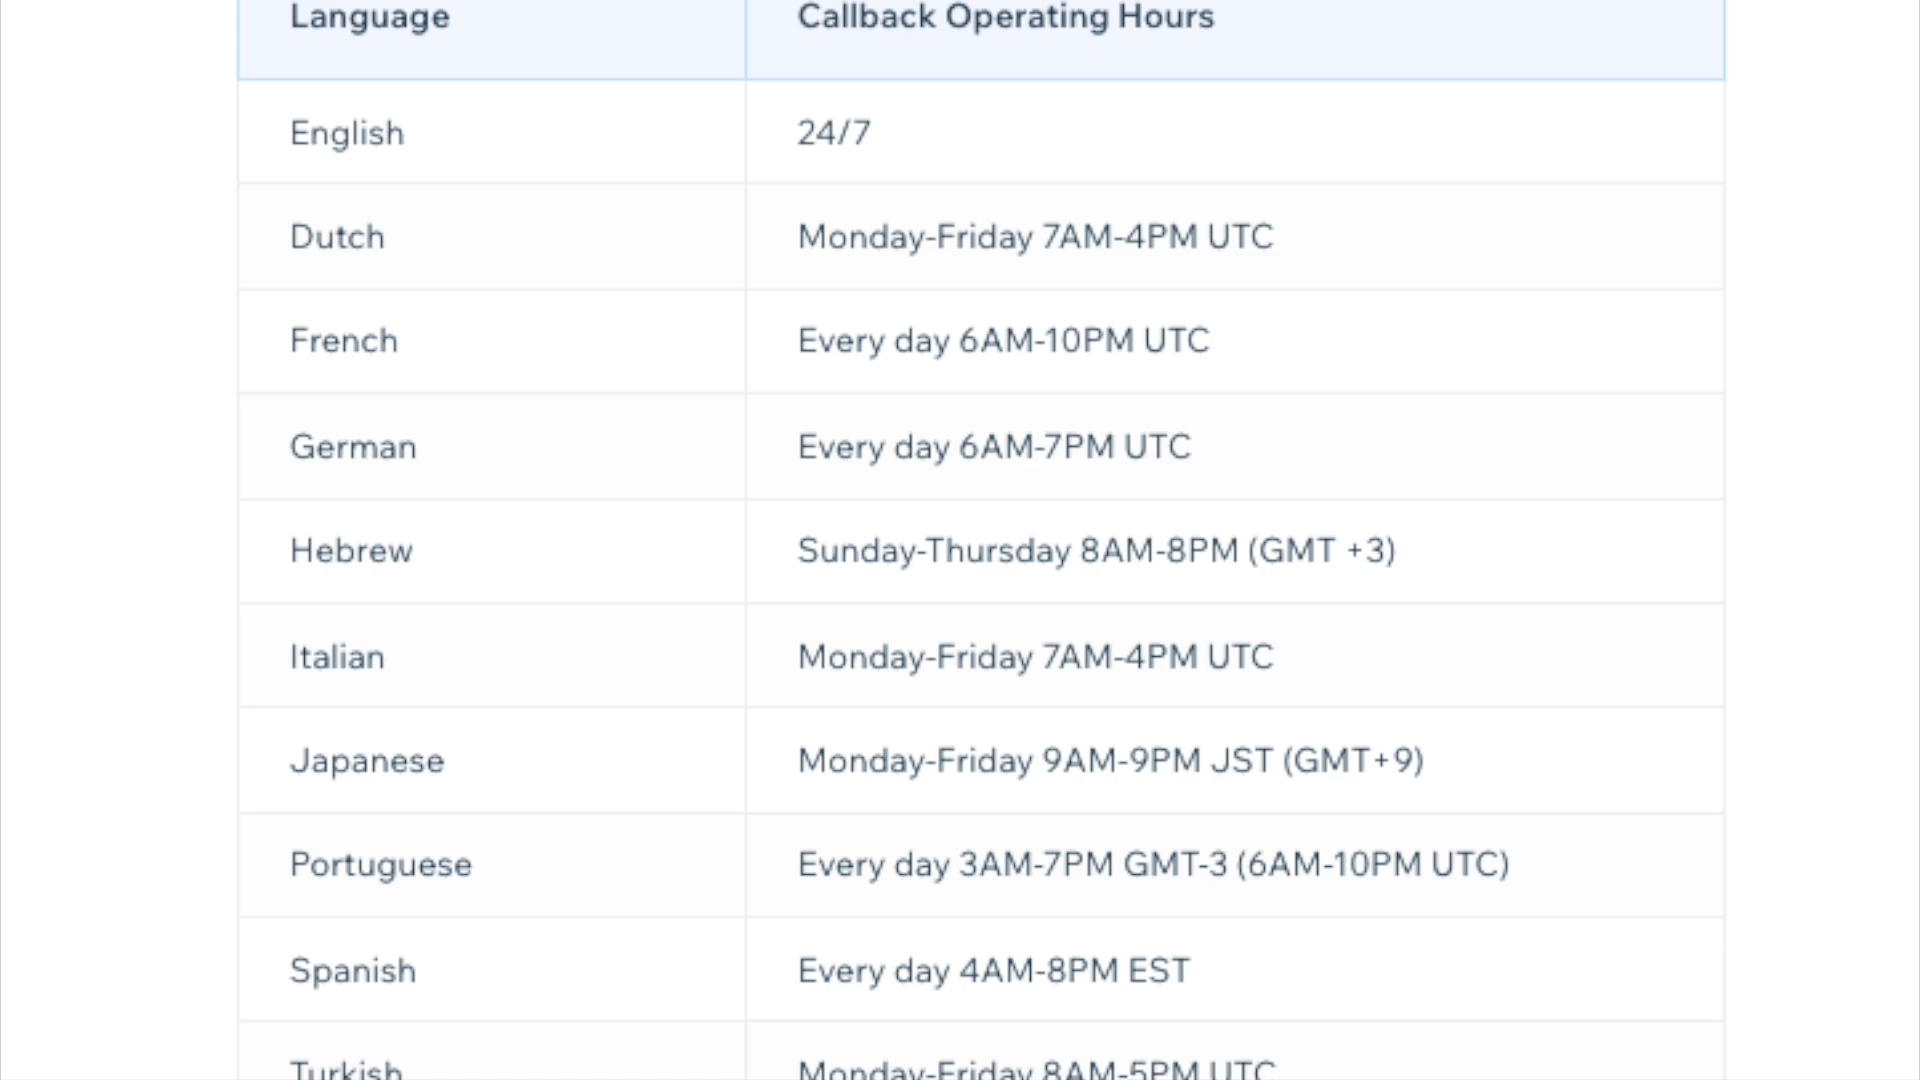 Language Callback Operating Hours
English 24/7
Dutch Monday-Friday 7AM-4PM UTC
French Every day 6AM-10PM UTC
German Every day 6AM-7PM UTC
Hebrew Sunday-Thursday 8AM-8PM (GMT +3)
Italian Monday-Friday 7AM-4PM UTC
Japanese Monday-Friday 9AM-9PM JST (GMT+9)
Portuguese Every day 3AM-7PM GMT-3 (6AM-10PM UTC)
Spanish Every day 4AM-8PM EST
Turkish Monday-Friday 8AM-5PM UTC